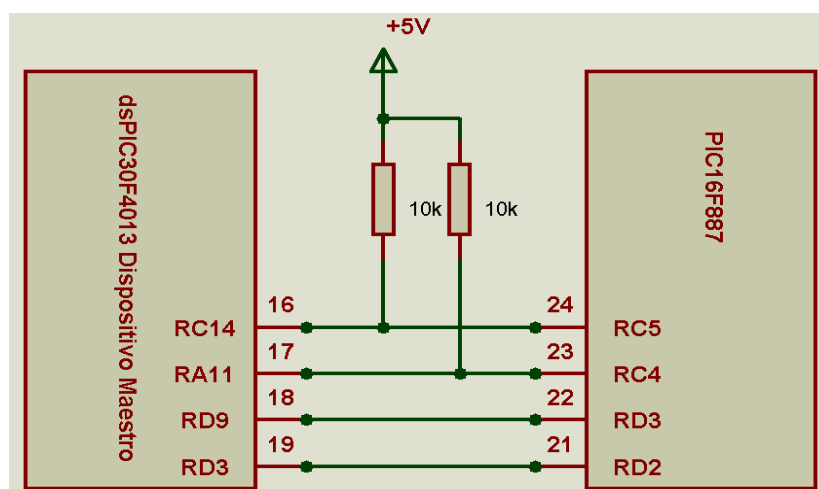 +5V
dsPIC30F4013 Dispositivo Maestro
PIC16F887
10k
10k
RC14
16
24
RC5
RA11
17
23
RC4
RD9
18
22
RD3
RD3
19
21
RD2